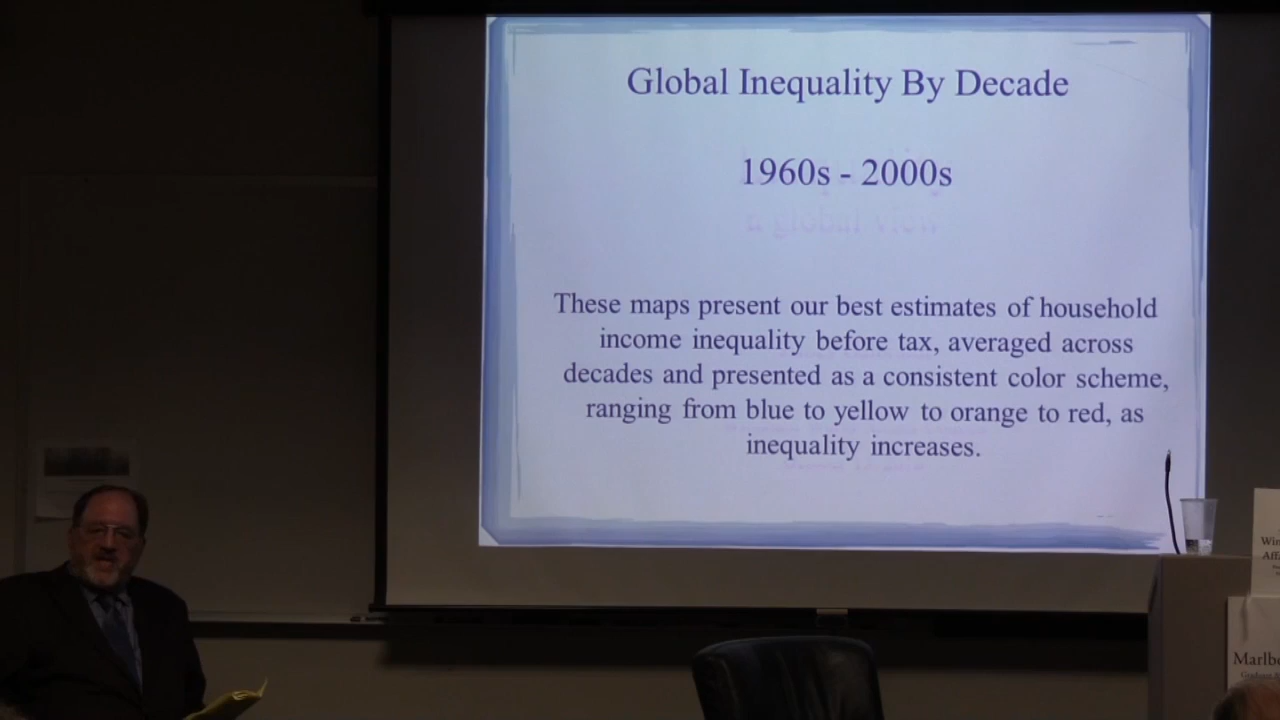 Global Inequality By Decade
1960s - 2000s
a global view
These maps present our best estimates of household
income inequality before tax, averaged across
decades and presented as a consistent color scheme,
ranging from blue to yellow to orange to red, as
inequality increases.